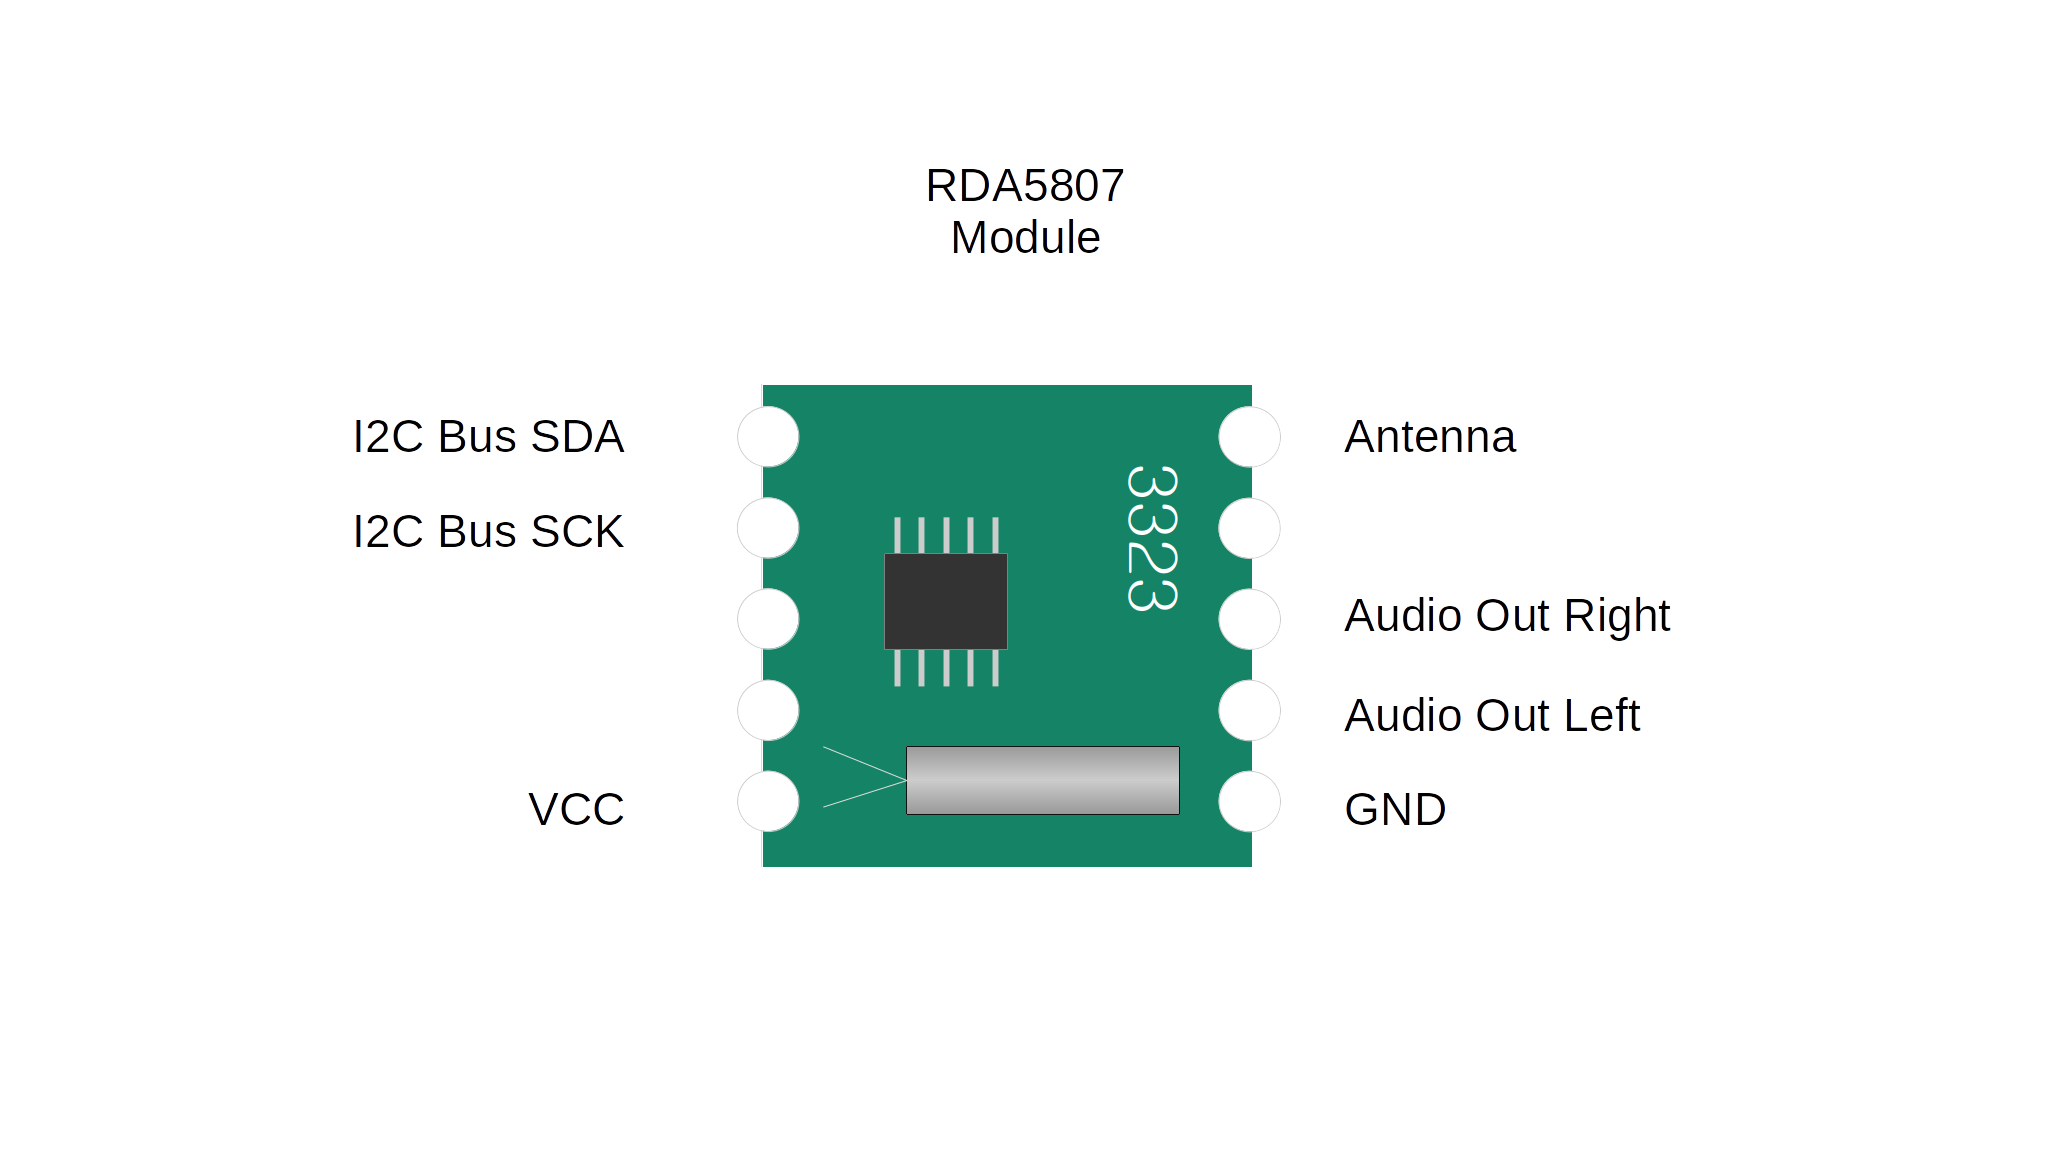 RDA5807
Module
I2C Bus SDA
Antenna
3323
I2C Bus SCK
Audio Out Right
Audio Out Left
VCC
GND